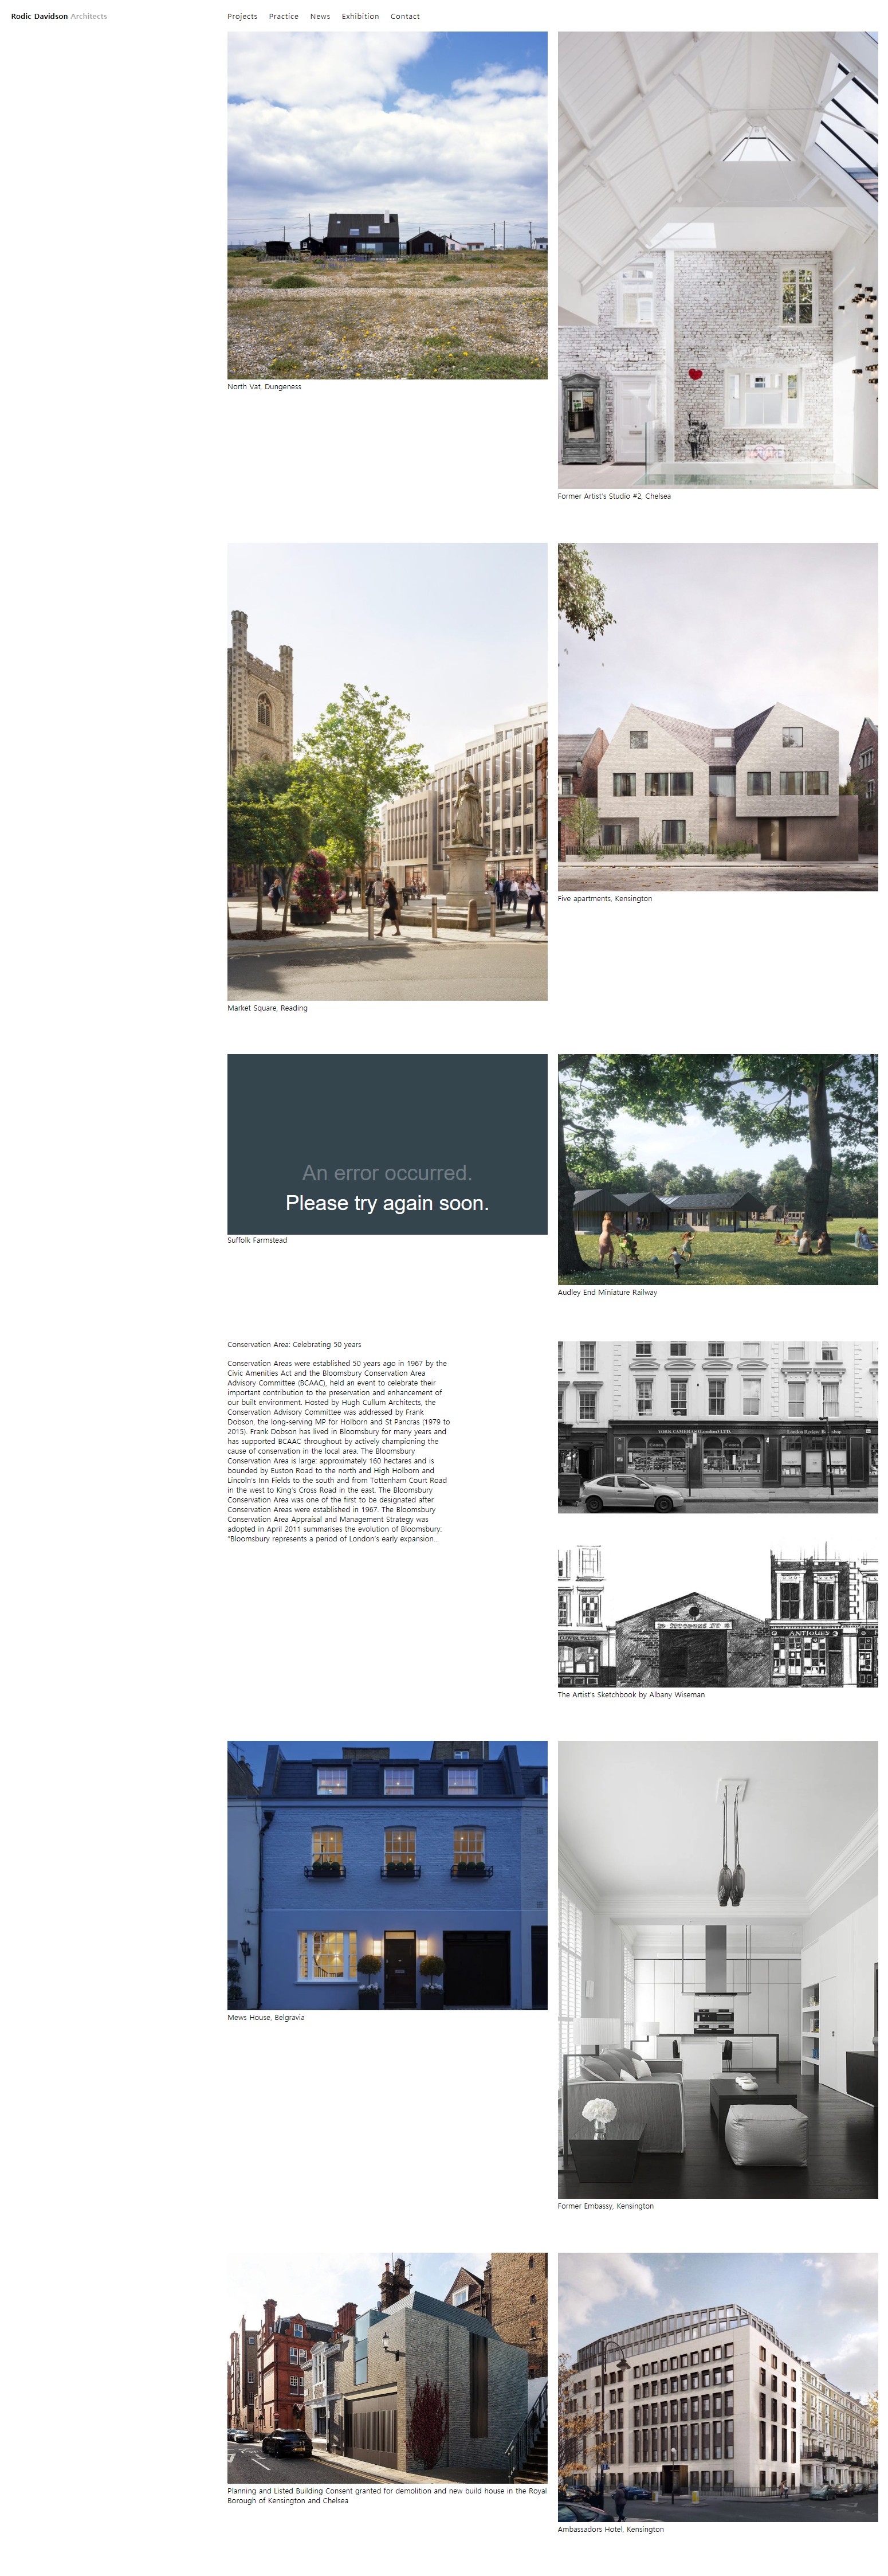 Rodic Davidson Architects
Projects Practice News Exhibition Contact
North Vat, Dungeness
Former Artist's Studio #2, Chelsea
Market Square, Reading
Five apartments, Kensington
An error occurred.
Please try again soon.
Suffolk Farmstead
Audley End Miniature Railway
Conservation Area: Celebrating 50 years
Conservation Areas were established 50 years ago in 1967 by the
Civic Amenities Act and the Bloomsbury Conservation Area
Advisory Committee (BCAAC), held an event to celebrate their
important contribution to the preservation and enhancement of
our built environment. Hosted by Hugh Cullum Architects, the
Conservation Advisory Committee was addressed by Frank
Dobson, the long-serving MP for Holborn and St Pancras (1979 to
2015). Frank Dobson has lived in Bloomsbury for many years and
has supported BCAAC throughout by actively championing the
cause of conservation in the local area. The Bloomsbury
Conservation Area is large: approximately 160 hectares and is
bounded by Euston Road to the north and High Holborn and
Lincoln's Inn Fields to the south and from Tottenham Court Road
in the west to King's Cross Road in the east. The Bloomsbury
Conservation Area was one of the first to be designated after
Conservation Areas were established in 1967. The Bloomsbury
Conservation Area Appraisal and Management Strategy was
adopted in April 2011 summarises the evolution of Bloomsbury:
"Bloomsbury represents a period of London's early expansion...
London Review
ANTIQUES
The Artist's Sketchbook by Albany Wiseman
Mews House, Belgravia
Former Embassy, Kensington
Planning and Listed Building Consent granted for demolition and new build house in the Royal
Borough of Kensington and Chelsea
Ambassadors Hotel, Kensington